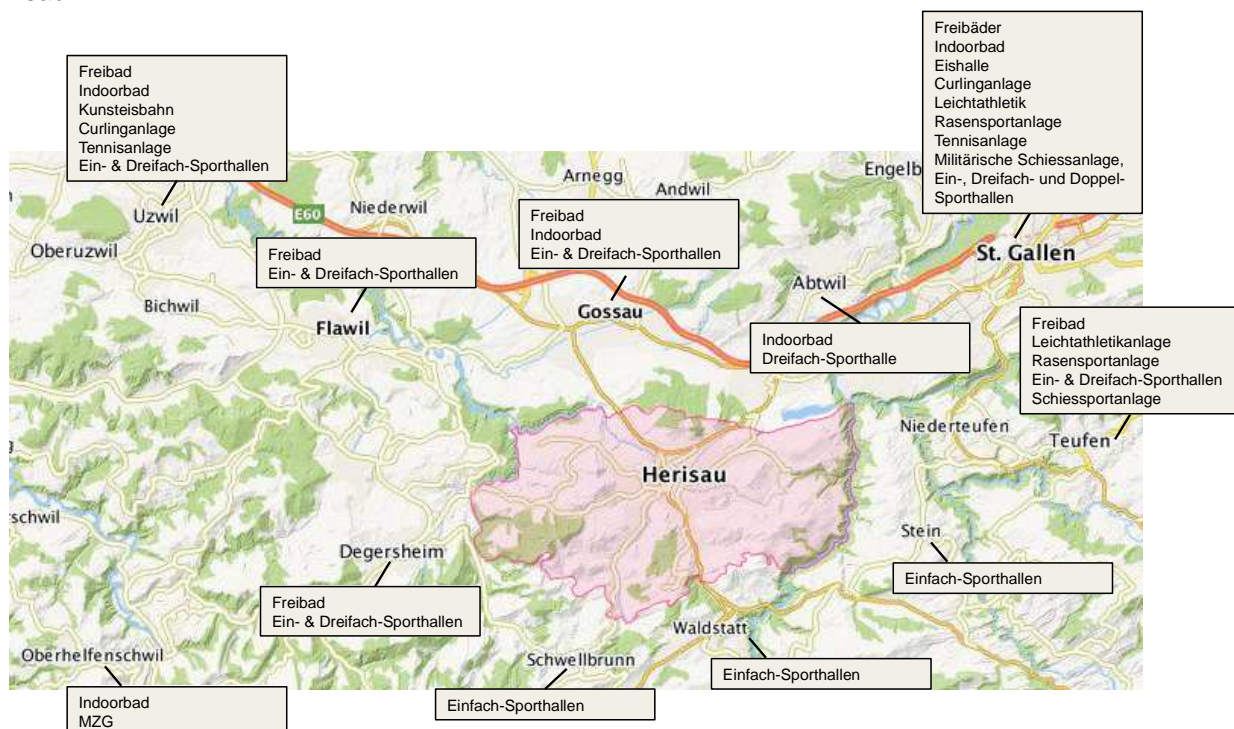 Freibäder
Indoorbad
Eishalle
Curlinganlage
Leichtathletik
Rasensportanlage
Tennisanlage
Militärische Schiessanlage,
Ein-, Dreifach- und Doppel-
Sporthallen
Freibad
Indoorbad
Kunsteisbahn
Curlinganlage
Tennisanlage
Ein- & Dreifach-Sporthallen
Arnegg
Andwil
Engelb
Uzwil
E60
Niederwil
Oberuzwil
Freibad
Indoorbad
Ein- & Dreifach-Sporthallen
Freibad
Ein- & Dreifach-Sporthallen
St. Gallen
Abtwil
Bichwil
Flawil
Gossau
Indoorbad
Dreifach-Sporthalle
Freibad
Leichtathletikanlage
Rasensportanlage
Ein- & Dreifach-Sporthallen
Schiessportanlage
Niederteufen
Teufen
Herisau
rschwil
Degersheim
Stein
Einfach-Sporthallen
Freibad
Ein- & Dreifach-Sporthallen
Waldstatt
Oberhelfenschwil
Schwellbrunn
Einfach-Sporthallen
Indoorbad
MZG
Einfach-Sporthallen